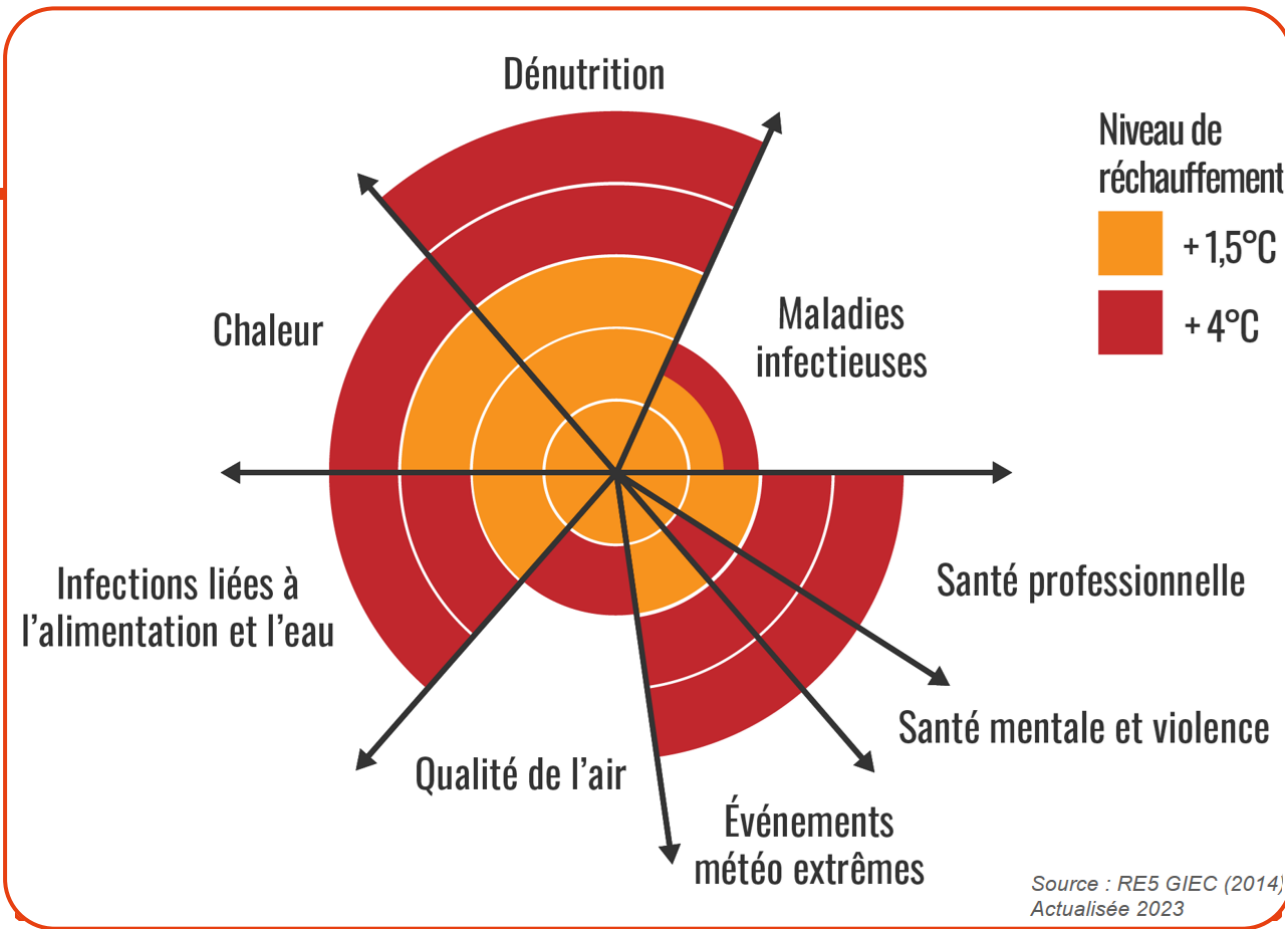 Dénutrition
Niveau de
réchauffement
+ 1,5°C
+ 4°C
Chaleur
Maladies
infectieuses
Infections liées à
l’alimentation et l’eau
Santé professionnelle
Santé mentale et violence
Qualité de l’air
Événements
météo extrêmes
Source : RE5 GIEC (2014)
Actualisée 2023